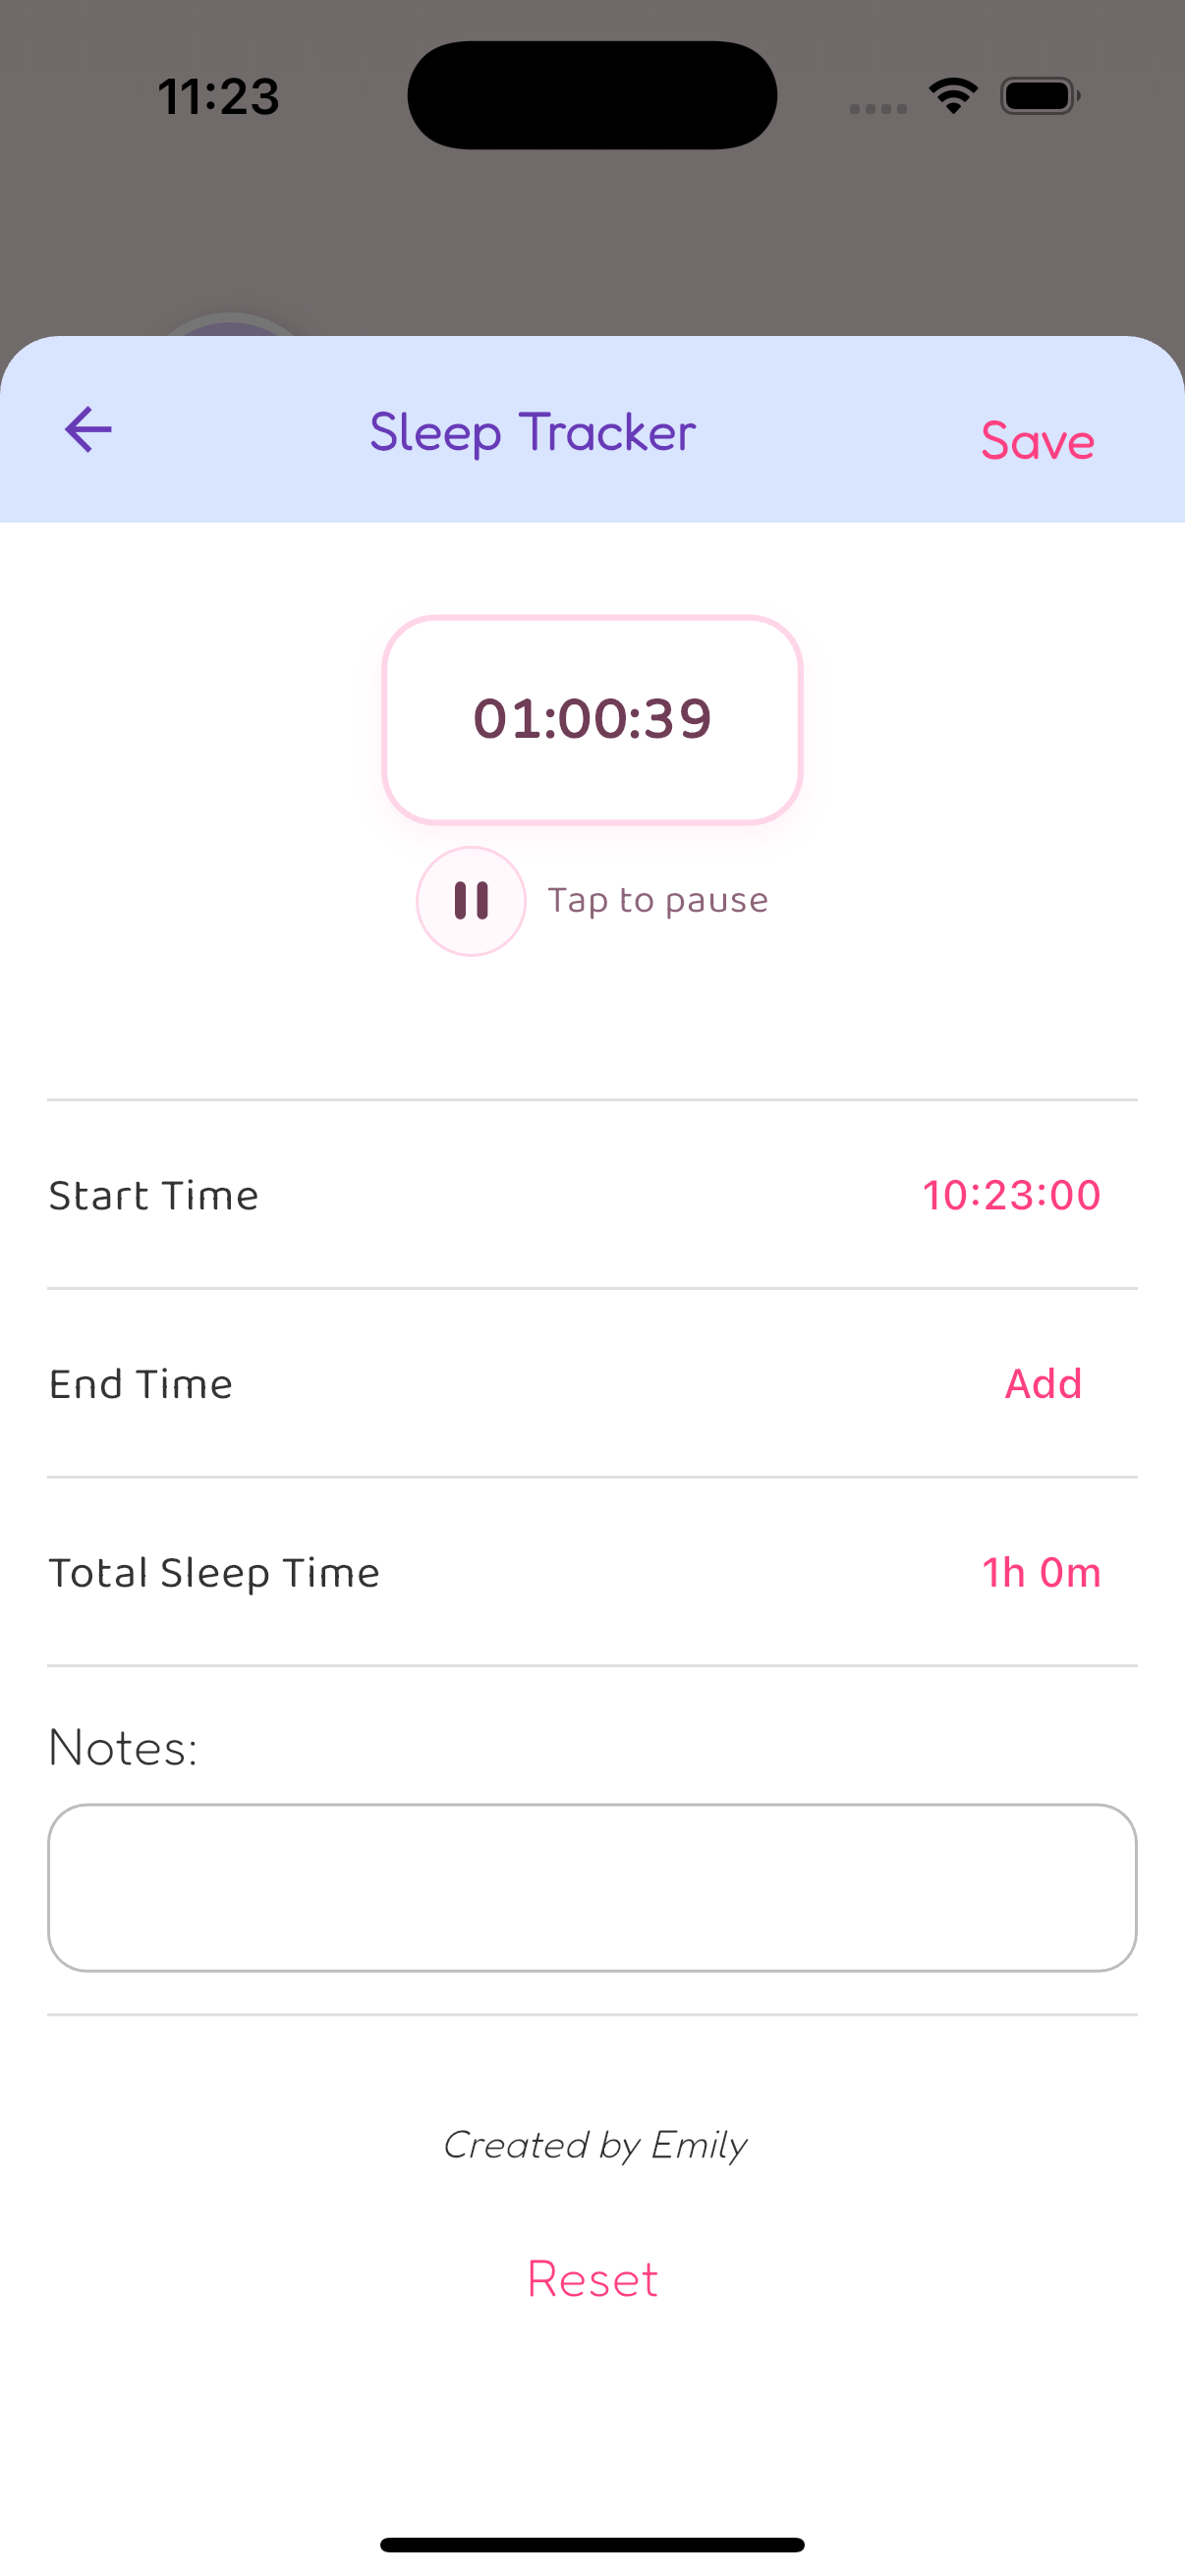 11:23
Sleep Tracker
Save
01:00:39
Tap to pause
Start Time 10:23:00
End Time Add
Total Sleep Time 1h 0m
Notes:
Created by Emily
Reset